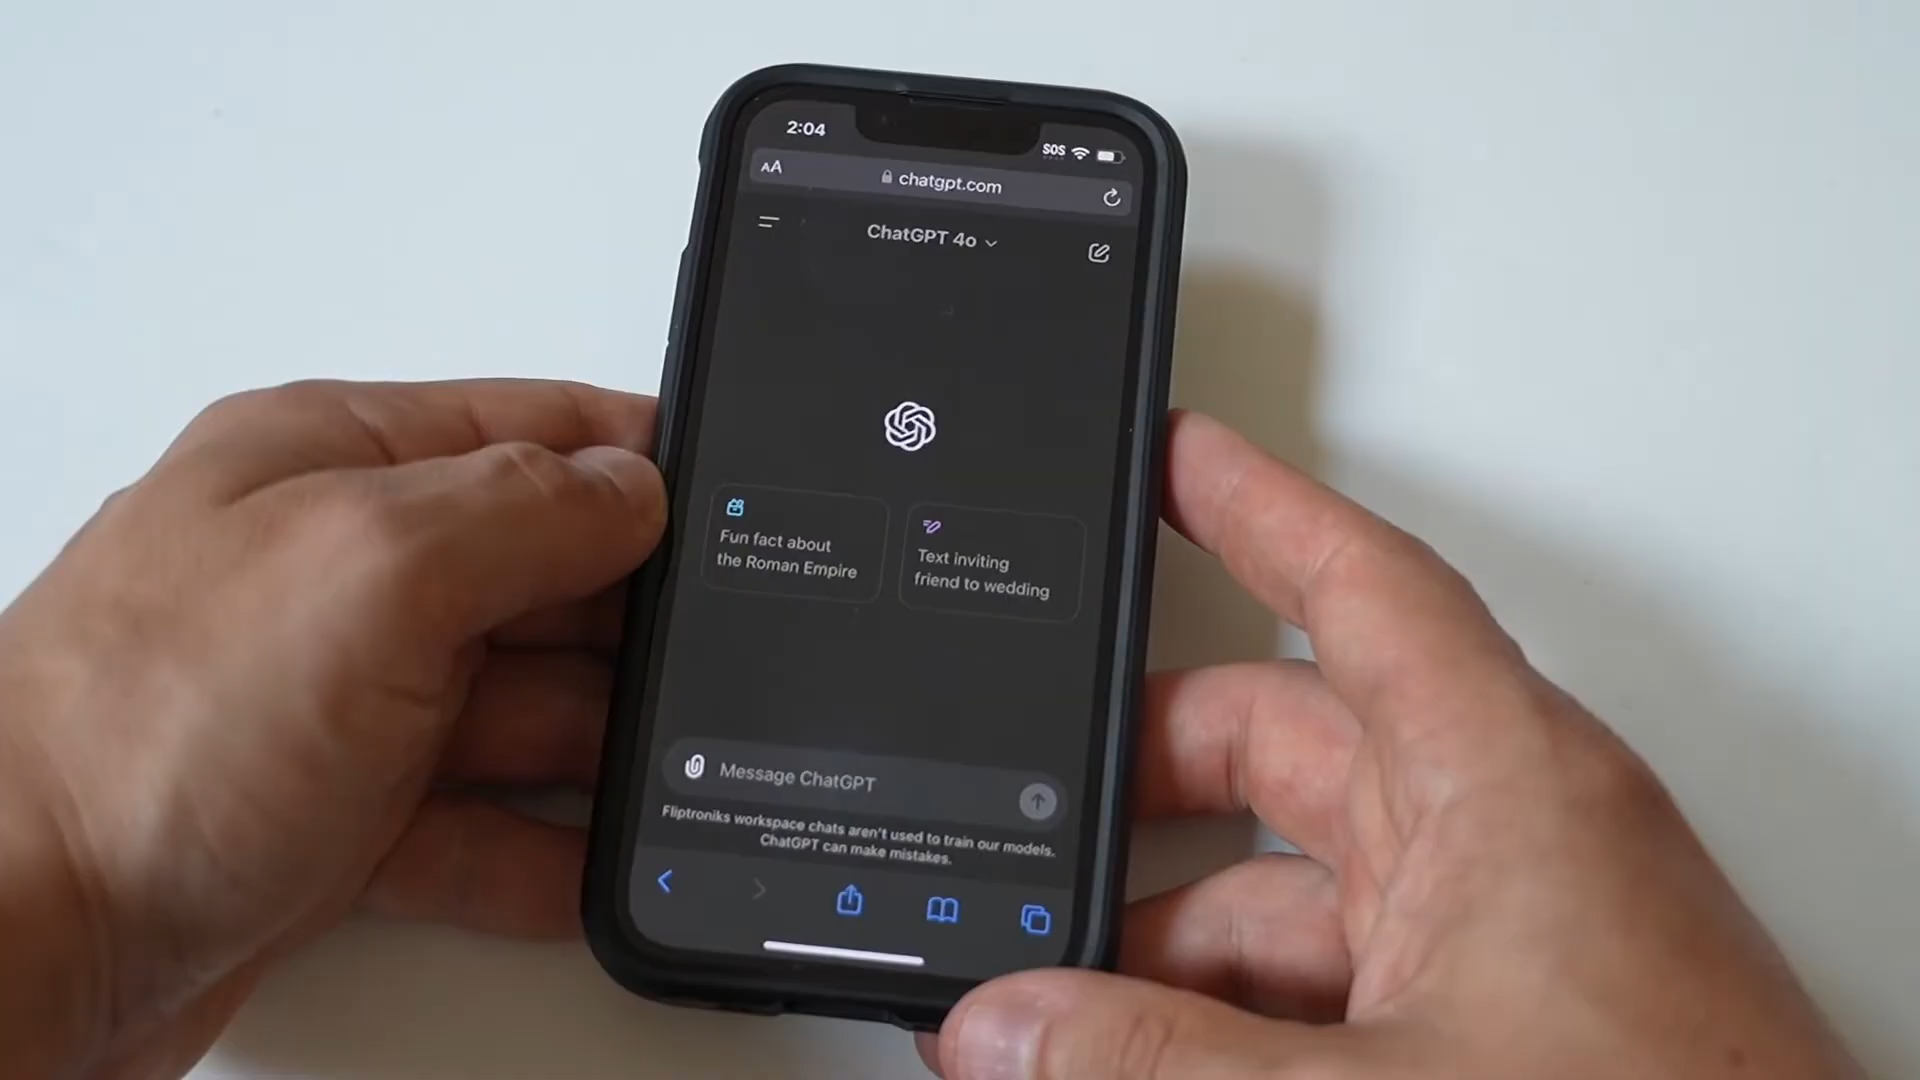 2:04
SOS
AA
chatgpt.com
ChatGPT 4o
Fun fact about
the Roman Empire
Text inviting
friend to wedding
Message ChatGPT
Fliptroniks workspace chats aren't used to train our models.
ChatGPT can make mistakes.